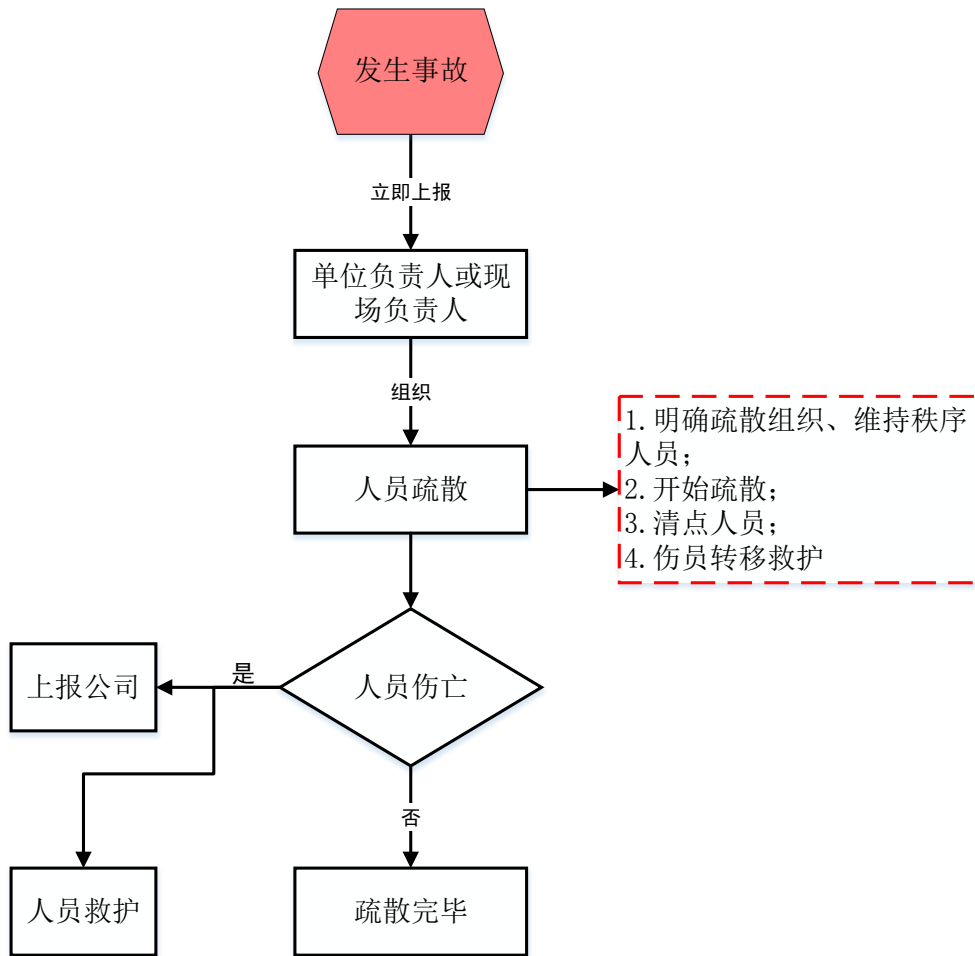 发生事故
立即上报
单位负责人或现
场负责人
组织
人员疏散
1.明确疏散组织、维持秩序
人员;
2.开始疏散;
3.清点人员;
4.伤员转移救护
人员伤亡
是
上报公司
否
人员救护
疏散完毕